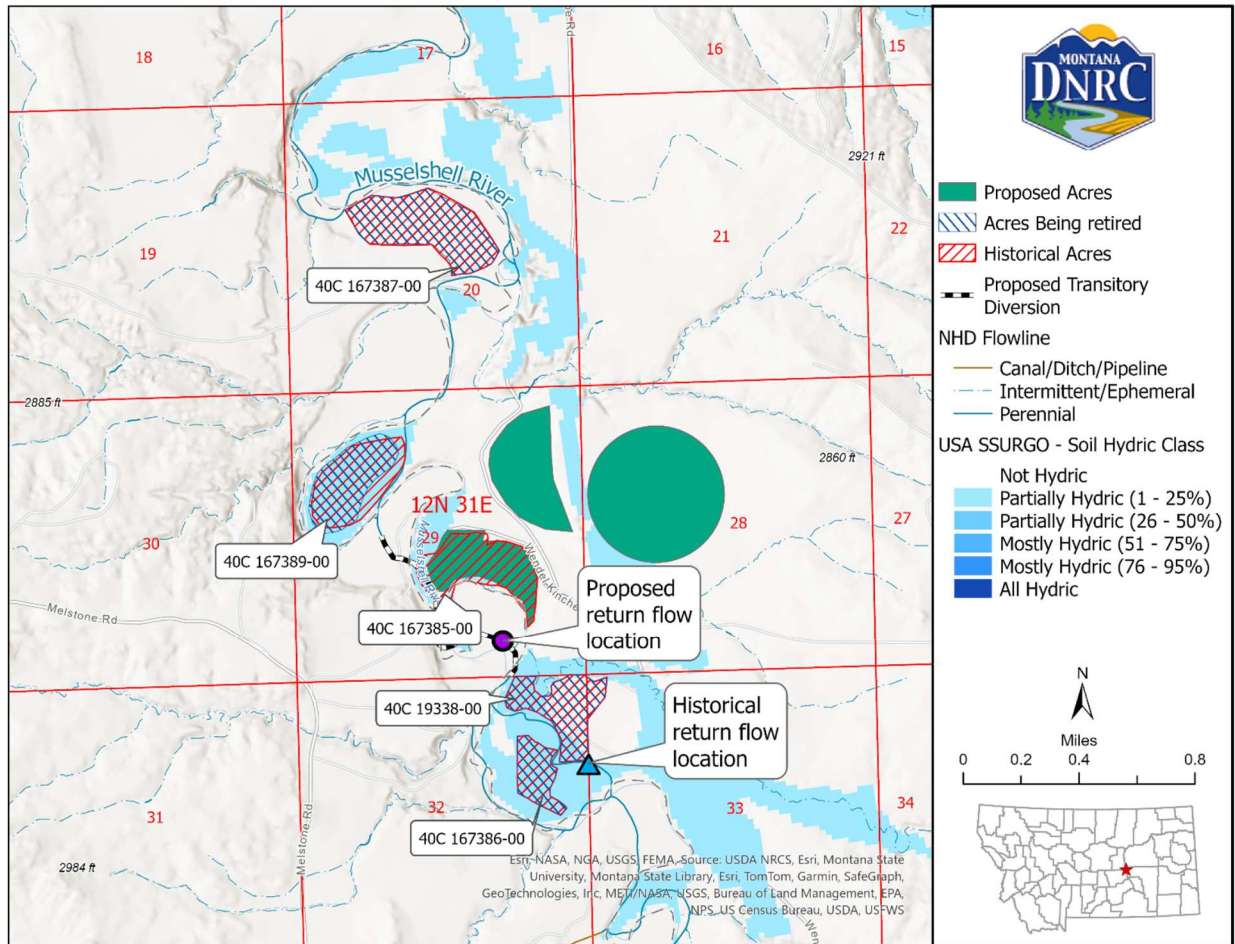 18
17
16
15
Musselshell River
2921 ft
19
20
21
22
40C 167387-00
2885 ft
12N 31E
2860 ft
30
29
28
27
40C 167389-00
Melstone Rd
Proposed
return flow
location
40C 167385-00
40C 19338-00
Historical
return flow
location
31
32
33
34
Melstone Rd
40C 167386-00
2984 ft
Esri, NASA, NGA, USGS, FEMA, Source: USDA NRCS, Esri, Montana State
University, Montana State Library, Esri, TomTom, Garmin, SafeGraph,
GeoTechnologies, Inc, METI/NASA, USGS, Bureau of Land Management, EPA,
NPS, US Census Bureau, USDA, USFWS
MONTANA
DNRC
Proposed Acres
Acres Being retired
Historical Acres
Proposed Transitory
Diversion
NHD Flowline
Canal/Ditch/Pipeline
Intermittent/Ephemeral
Perennial
USA SSURGO - Soil Hydric Class
Not Hydric
Partially Hydric (1 - 25%)
Partially Hydric (26 - 50%)
Mostly Hydric (51 - 75%)
Mostly Hydric (76 - 95%)
All Hydric
N
Miles
0 0.2 0.4 0.8